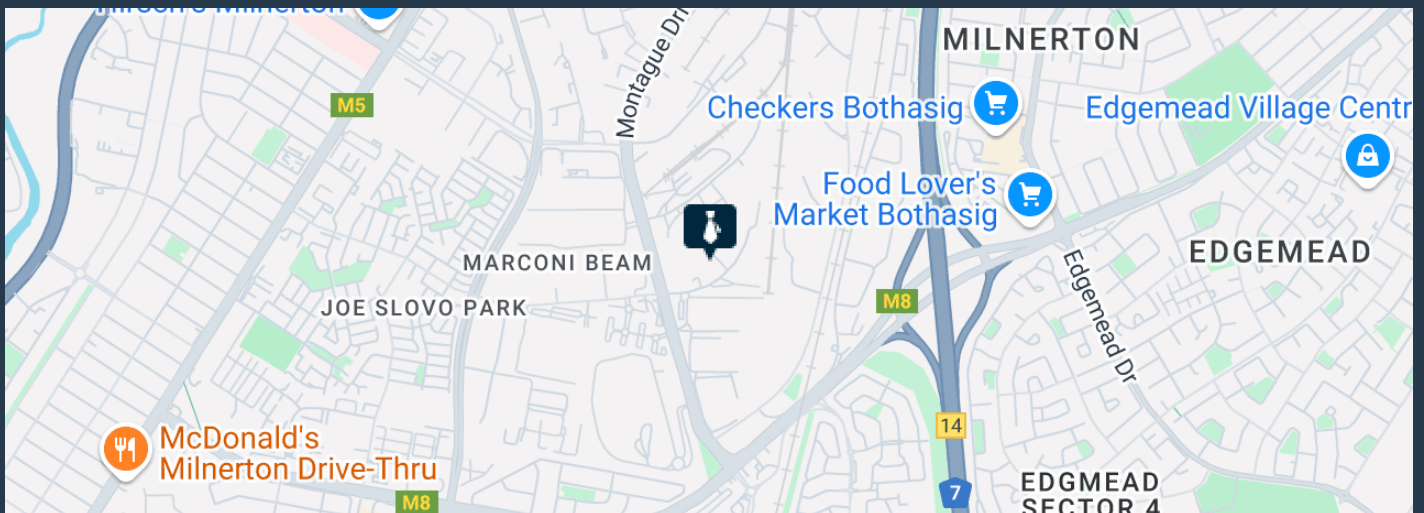 Montague Dri
MILNERTON
M5
Checkers Bothasig
Edgemead Village Centr
Food Lover's
Market Bothasig
EDGEMEAD
MARCONI BEAM
Edgemead Dr
M8
JOE SLOVO PARK
14
McDonald's
Milnerton Drive-Thru
EDGMEAD
SECTOR 4
7
M8